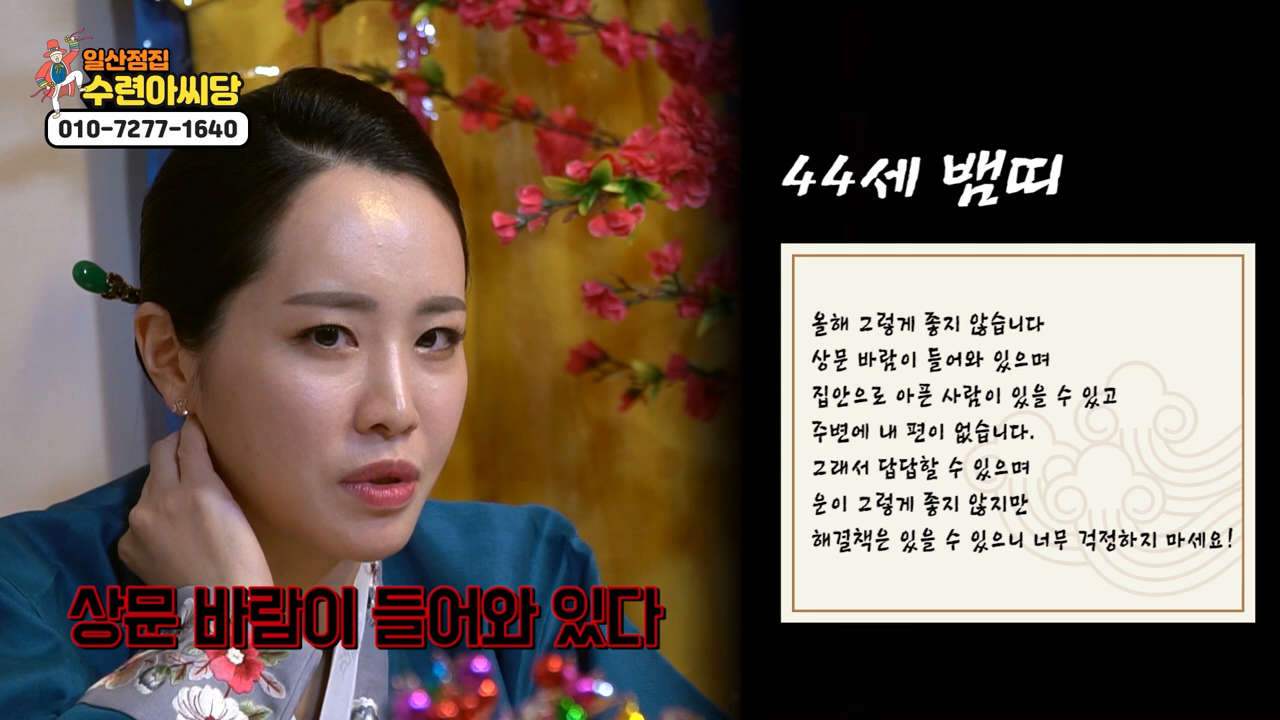 일산점집
수련아씨당
010-7277-1640
44세 뱀띠
올해 그렇게 좋지 않습니다
상문 바람이 들어와 있으며
집안으로 아픈 사람이 있을 수 있고
주변에 내 편이 없습니다.
그래서 답답할 수 있으며
운이 그렇게 좋지 않지만
해결책은 있을 수 있으니 너무 걱정하지 마세요!
상문 바람이 들어와 있다